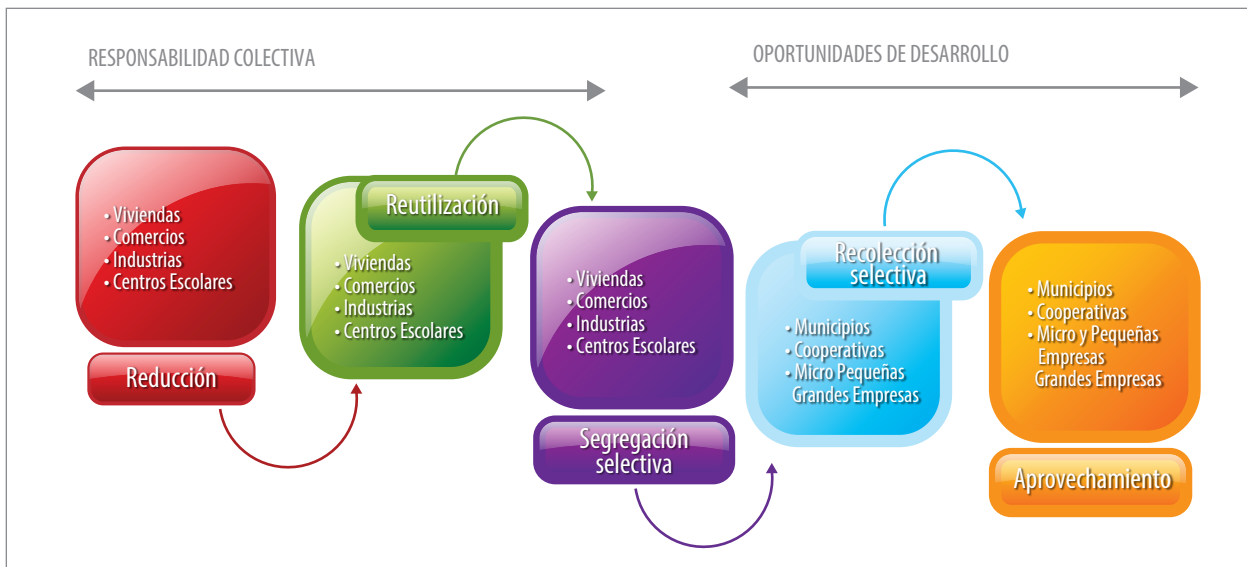 RESPONSABILIDAD COLECTIVA
OPORTUNIDADES DE DESARROLLO
• Viviendas
• Comercios
• Industrias
• Centros Escolares
Reducción
Reutilización
• Viviendas
• Comercios
• Industrias
• Centros Escolares
• Viviendas
• Comercios
• Industrias
• Centros Escolares
Segregación
selectiva
Recolección
selectiva
• Municipios
• Cooperativas
• Micro Pequeñas
Grandes Empresas
• Municipios
• Cooperativas
• Micro y Pequeñas
Empresas
Grandes Empresas
Aprovechamiento